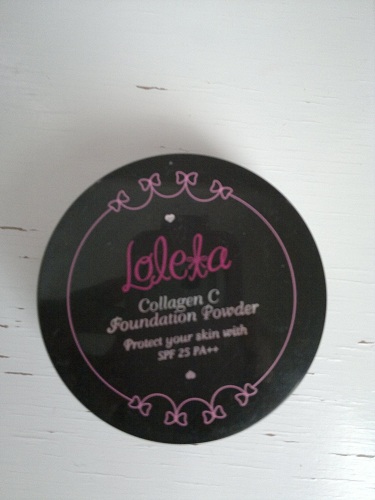 Loleta
Collagen C
Foundation Powder
Protect your skin with
SPF 25 PA++